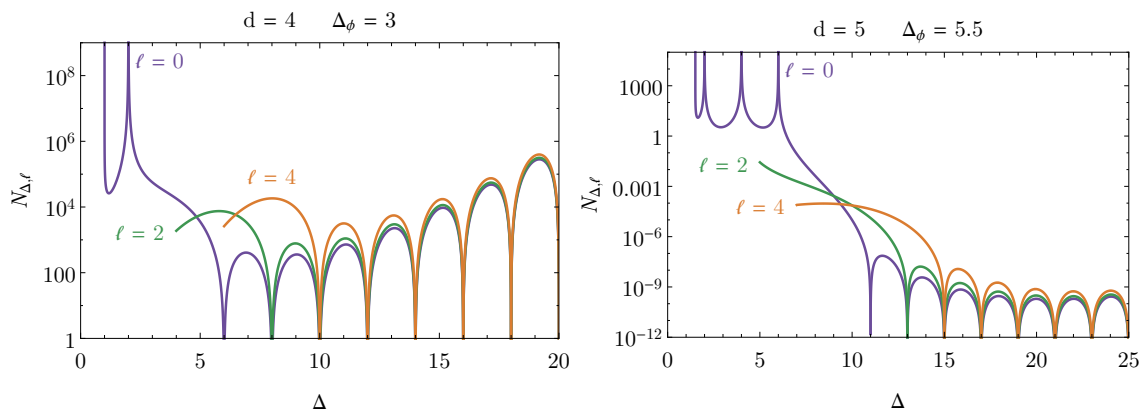 d = 4 Δ_ϕ = 3
N_{Δ,ℓ}
10^8
10^6
10^4
100
1
ℓ = 0
ℓ = 4
ℓ = 2
0 5 10 15 20
Δ
d = 5 Δ_ϕ = 5.5
N_{Δ,ℓ}
1000
1
0.001
10^{-6}
10^{-9}
10^{-12}
ℓ = 0
ℓ = 2
ℓ = 4
0 5 10 15 20 25
Δ